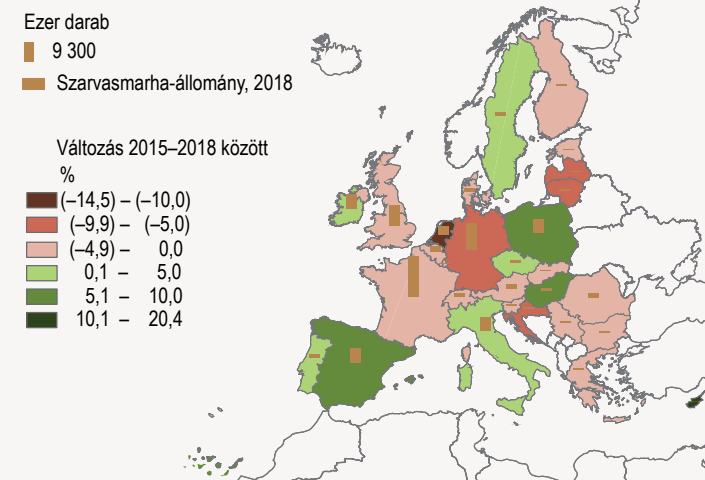 Ezer darab
9 300
Szarvasmarha-állomány, 2018
Változás 2015–2018 között
%
(–14,5) – (–10,0)
(–9,9) – (–5,0)
(–4,9) – 0,0
0,1 – 5,0
5,1 – 10,0
10,1 – 20,4